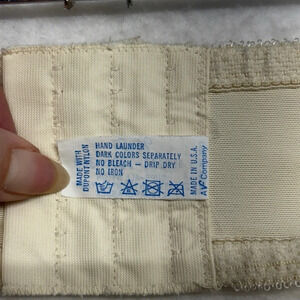 MADE WITH
DUPONT NYLON
HAND LAUNDER
DARK COLORS SEPARATELY
NO BLEACH - DRIP DRY
NO IRON
MADE IN U.S.A.
Company